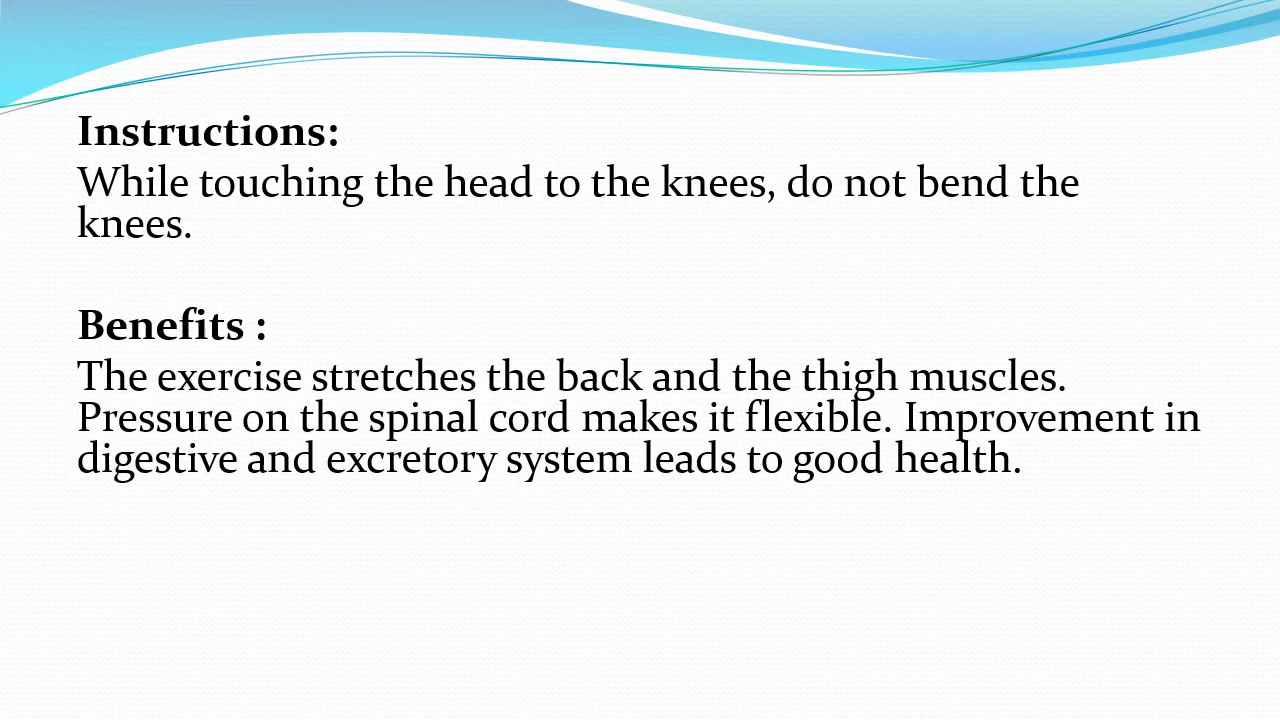 Instructions:
While touching the head to the knees, do not bend the
knees.
Benefits :
The exercise stretches the back and the thigh muscles.
Pressure on the spinal cord makes it flexible. Improvement in
digestive and excretory system leads to good health.